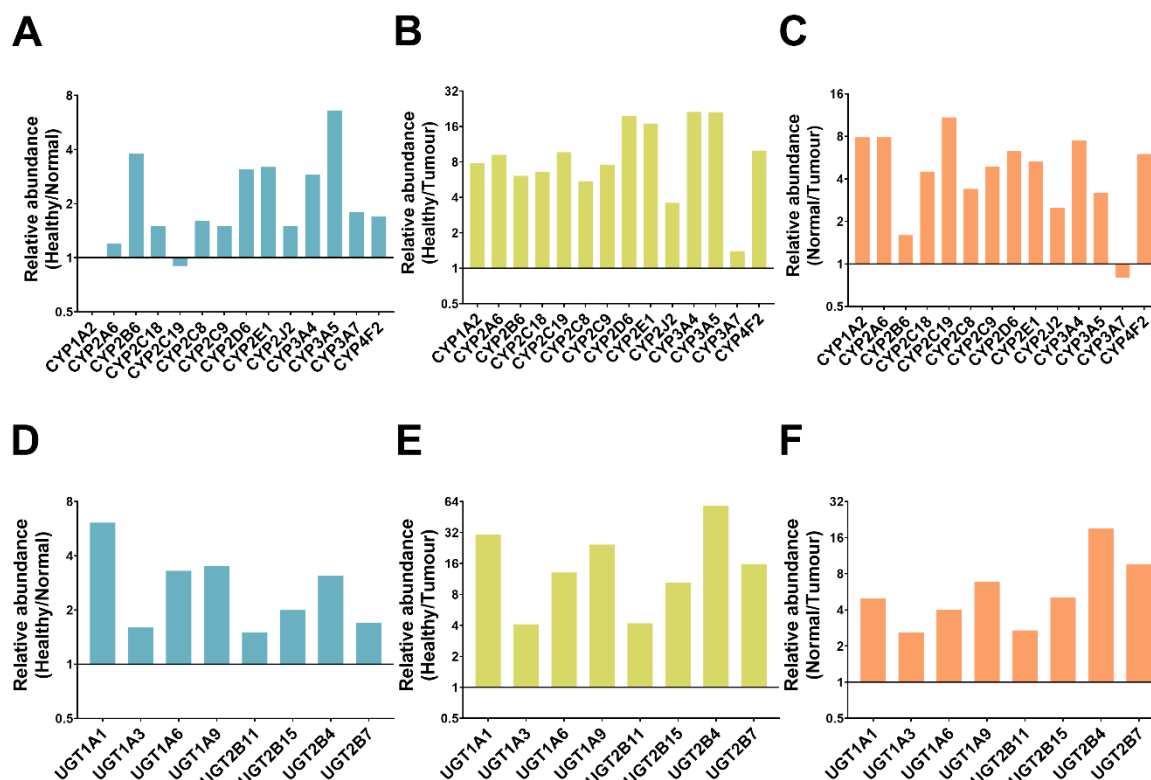 A
Relative abundance
(Healthy/Normal)
8
4
2
1
0.5
CYP1A2
CYP2A6
CYP2B6
CYP2C18
CYP2C19
CYP2C8
CYP2C9
CYP2D6
CYP2E1
CYP2J2
CYP3A4
CYP3A5
CYP3A7
CYP4F2
B
Relative abundance
(Healthy/Tumour)
32
16
8
4
2
1
0.5
CYP1A2
CYP2A6
CYP2B6
CYP2C18
CYP2C19
CYP2C8
CYP2C9
CYP2D6
CYP2E1
CYP2J2
CYP3A4
CYP3A5
CYP3A7
CYP4F2
C
Relative abundance
(Normal/Tumour)
16
8
4
2
1
0.5
CYP1A2
CYP2A6
CYP2B6
CYP2C18
CYP2C19
CYP2C8
CYP2C9
CYP2D6
CYP2E1
CYP2J2
CYP3A4
CYP3A5
CYP3A7
CYP4F2
D
Relative abundance
(Healthy/Normal)
8
4
2
1
0.5
UGT1A1
UGT1A3
UGT1A6
UGT1A9
UGT2B11
UGT2B15
UGT2B4
UGT2B7
E
Relative abundance
(Healthy/Tumour)
64
32
16
8
4
2
1
0.5
UGT1A1
UGT1A3
UGT1A6
UGT1A9
UGT2B11
UGT2B15
UGT2B4
UGT2B7
F
Relative abundance
(Normal/Tumour)
32
16
8
4
2
1
0.5
UGT1A1
UGT1A3
UGT1A6
UGT1A9
UGT2B11
UGT2B15
UGT2B4
UGT2B7